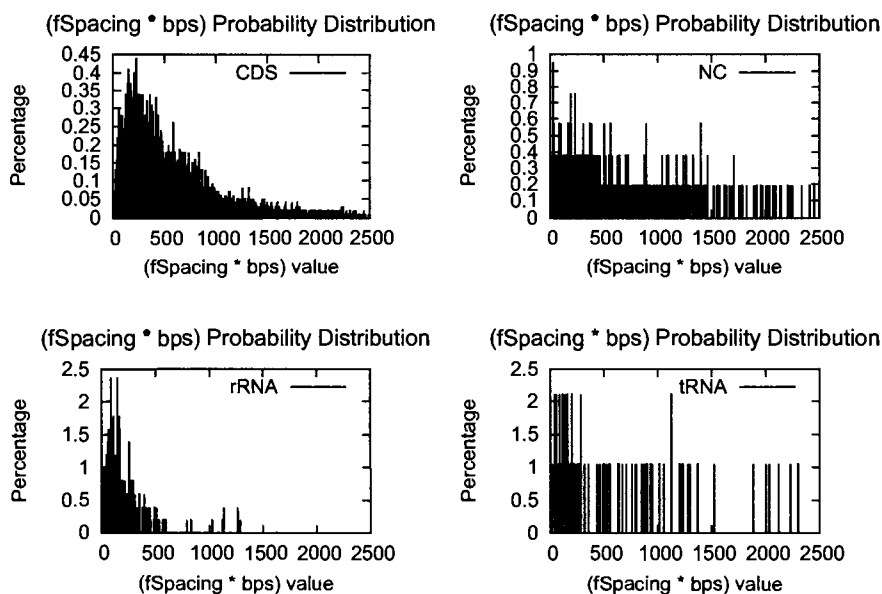 (fSpacing * bps) Probability Distribution
0.45
0.4
0.35
0.3
0.25
0.2
0.15
0.1
0.05
0
CDS
Percentage
0 500 1000 1500 2000 2500
(fSpacing * bps) value
(fSpacing * bps) Probability Distribution
1
0.9
0.8
0.7
0.6
0.5
0.4
0.3
0.2
0.1
0
NC
Percentage
0 500 1000 1500 2000 2500
(fSpacing * bps) value
(fSpacing * bps) Probability Distribution
2.5
2
1.5
1
0.5
0
rRNA
Percentage
0 500 1000 1500 2000 2500
(fSpacing * bps) value
(fSpacing * bps) Probability Distribution
2.5
2
1.5
1
0.5
0
tRNA
Percentage
0 500 1000 1500 2000 2500
(fSpacing * bps) value